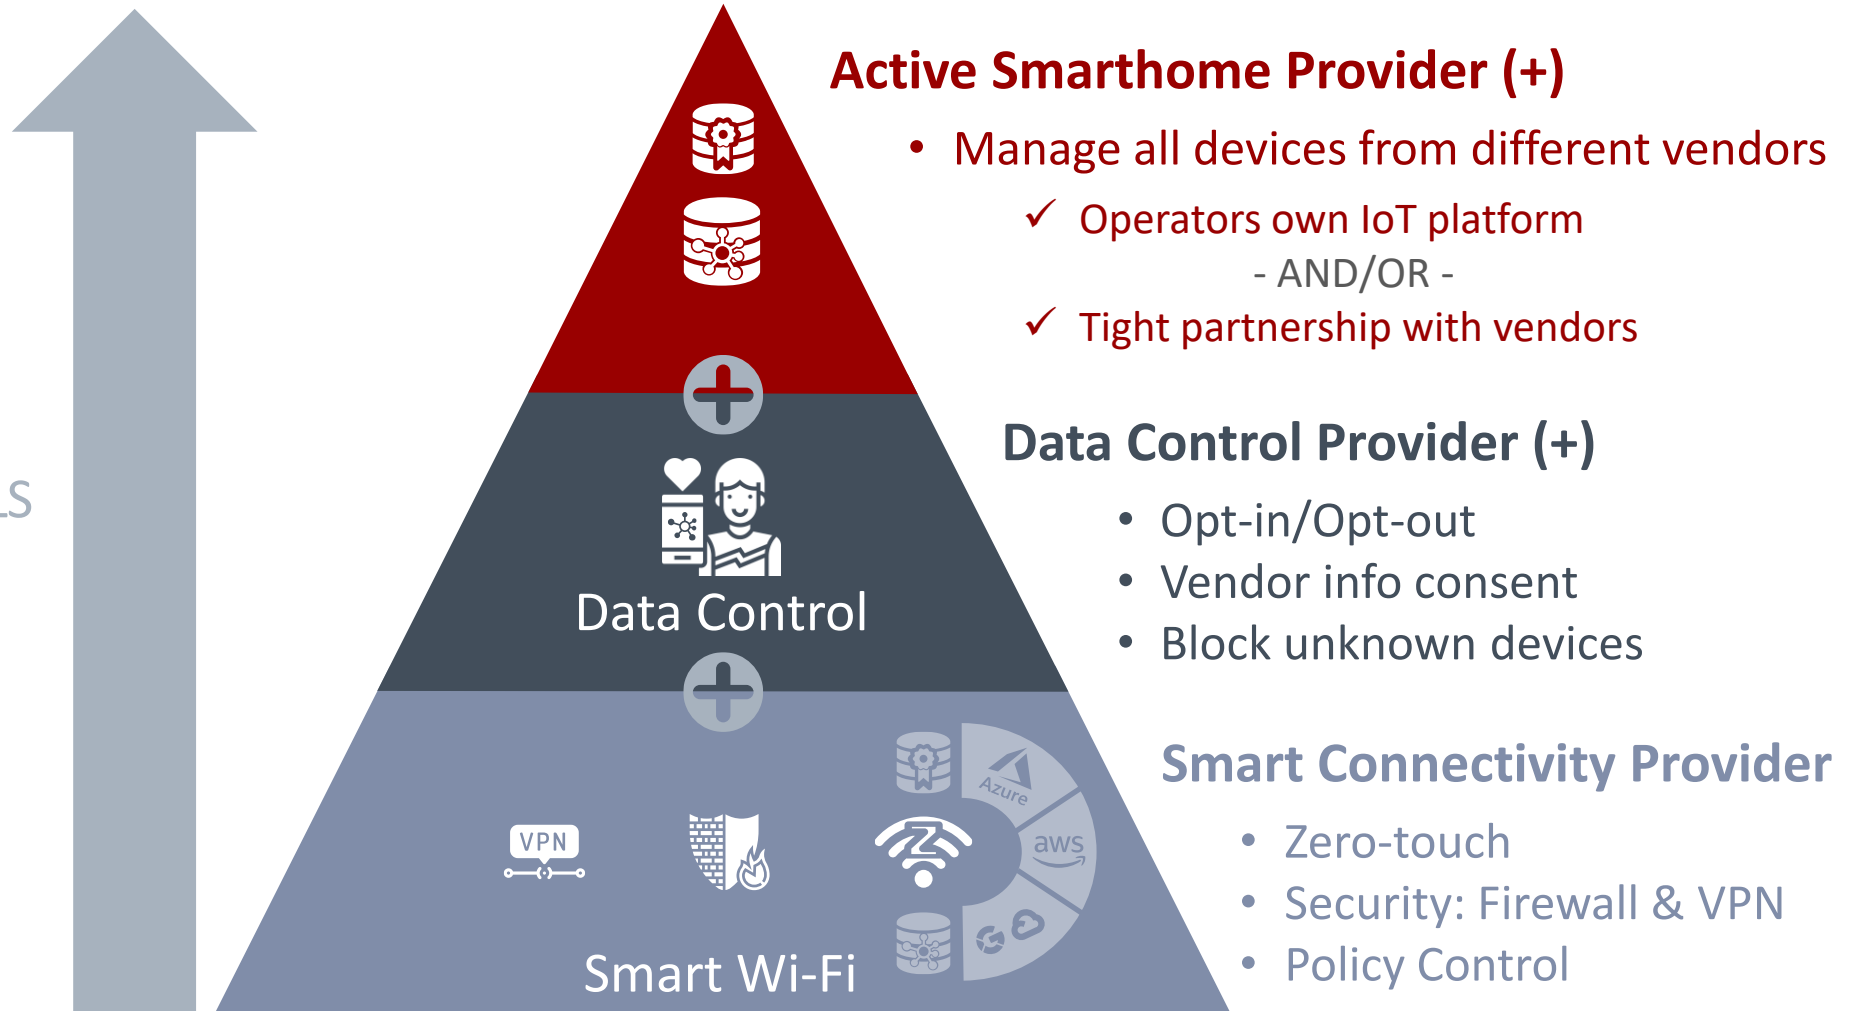 Active Smarthome Provider (+)
• Manage all devices from different vendors
✓ Operators own IoT platform
- AND/OR -
✓ Tight partnership with vendors
Data Control Provider (+)
• Opt-in/Opt-out
• Vendor info consent
• Block unknown devices
LS
Data Control
Smart Connectivity Provider
• Zero-touch
• Security: Firewall & VPN
• Policy Control
Azure
aws
VPN
Z
Smart Wi-Fi